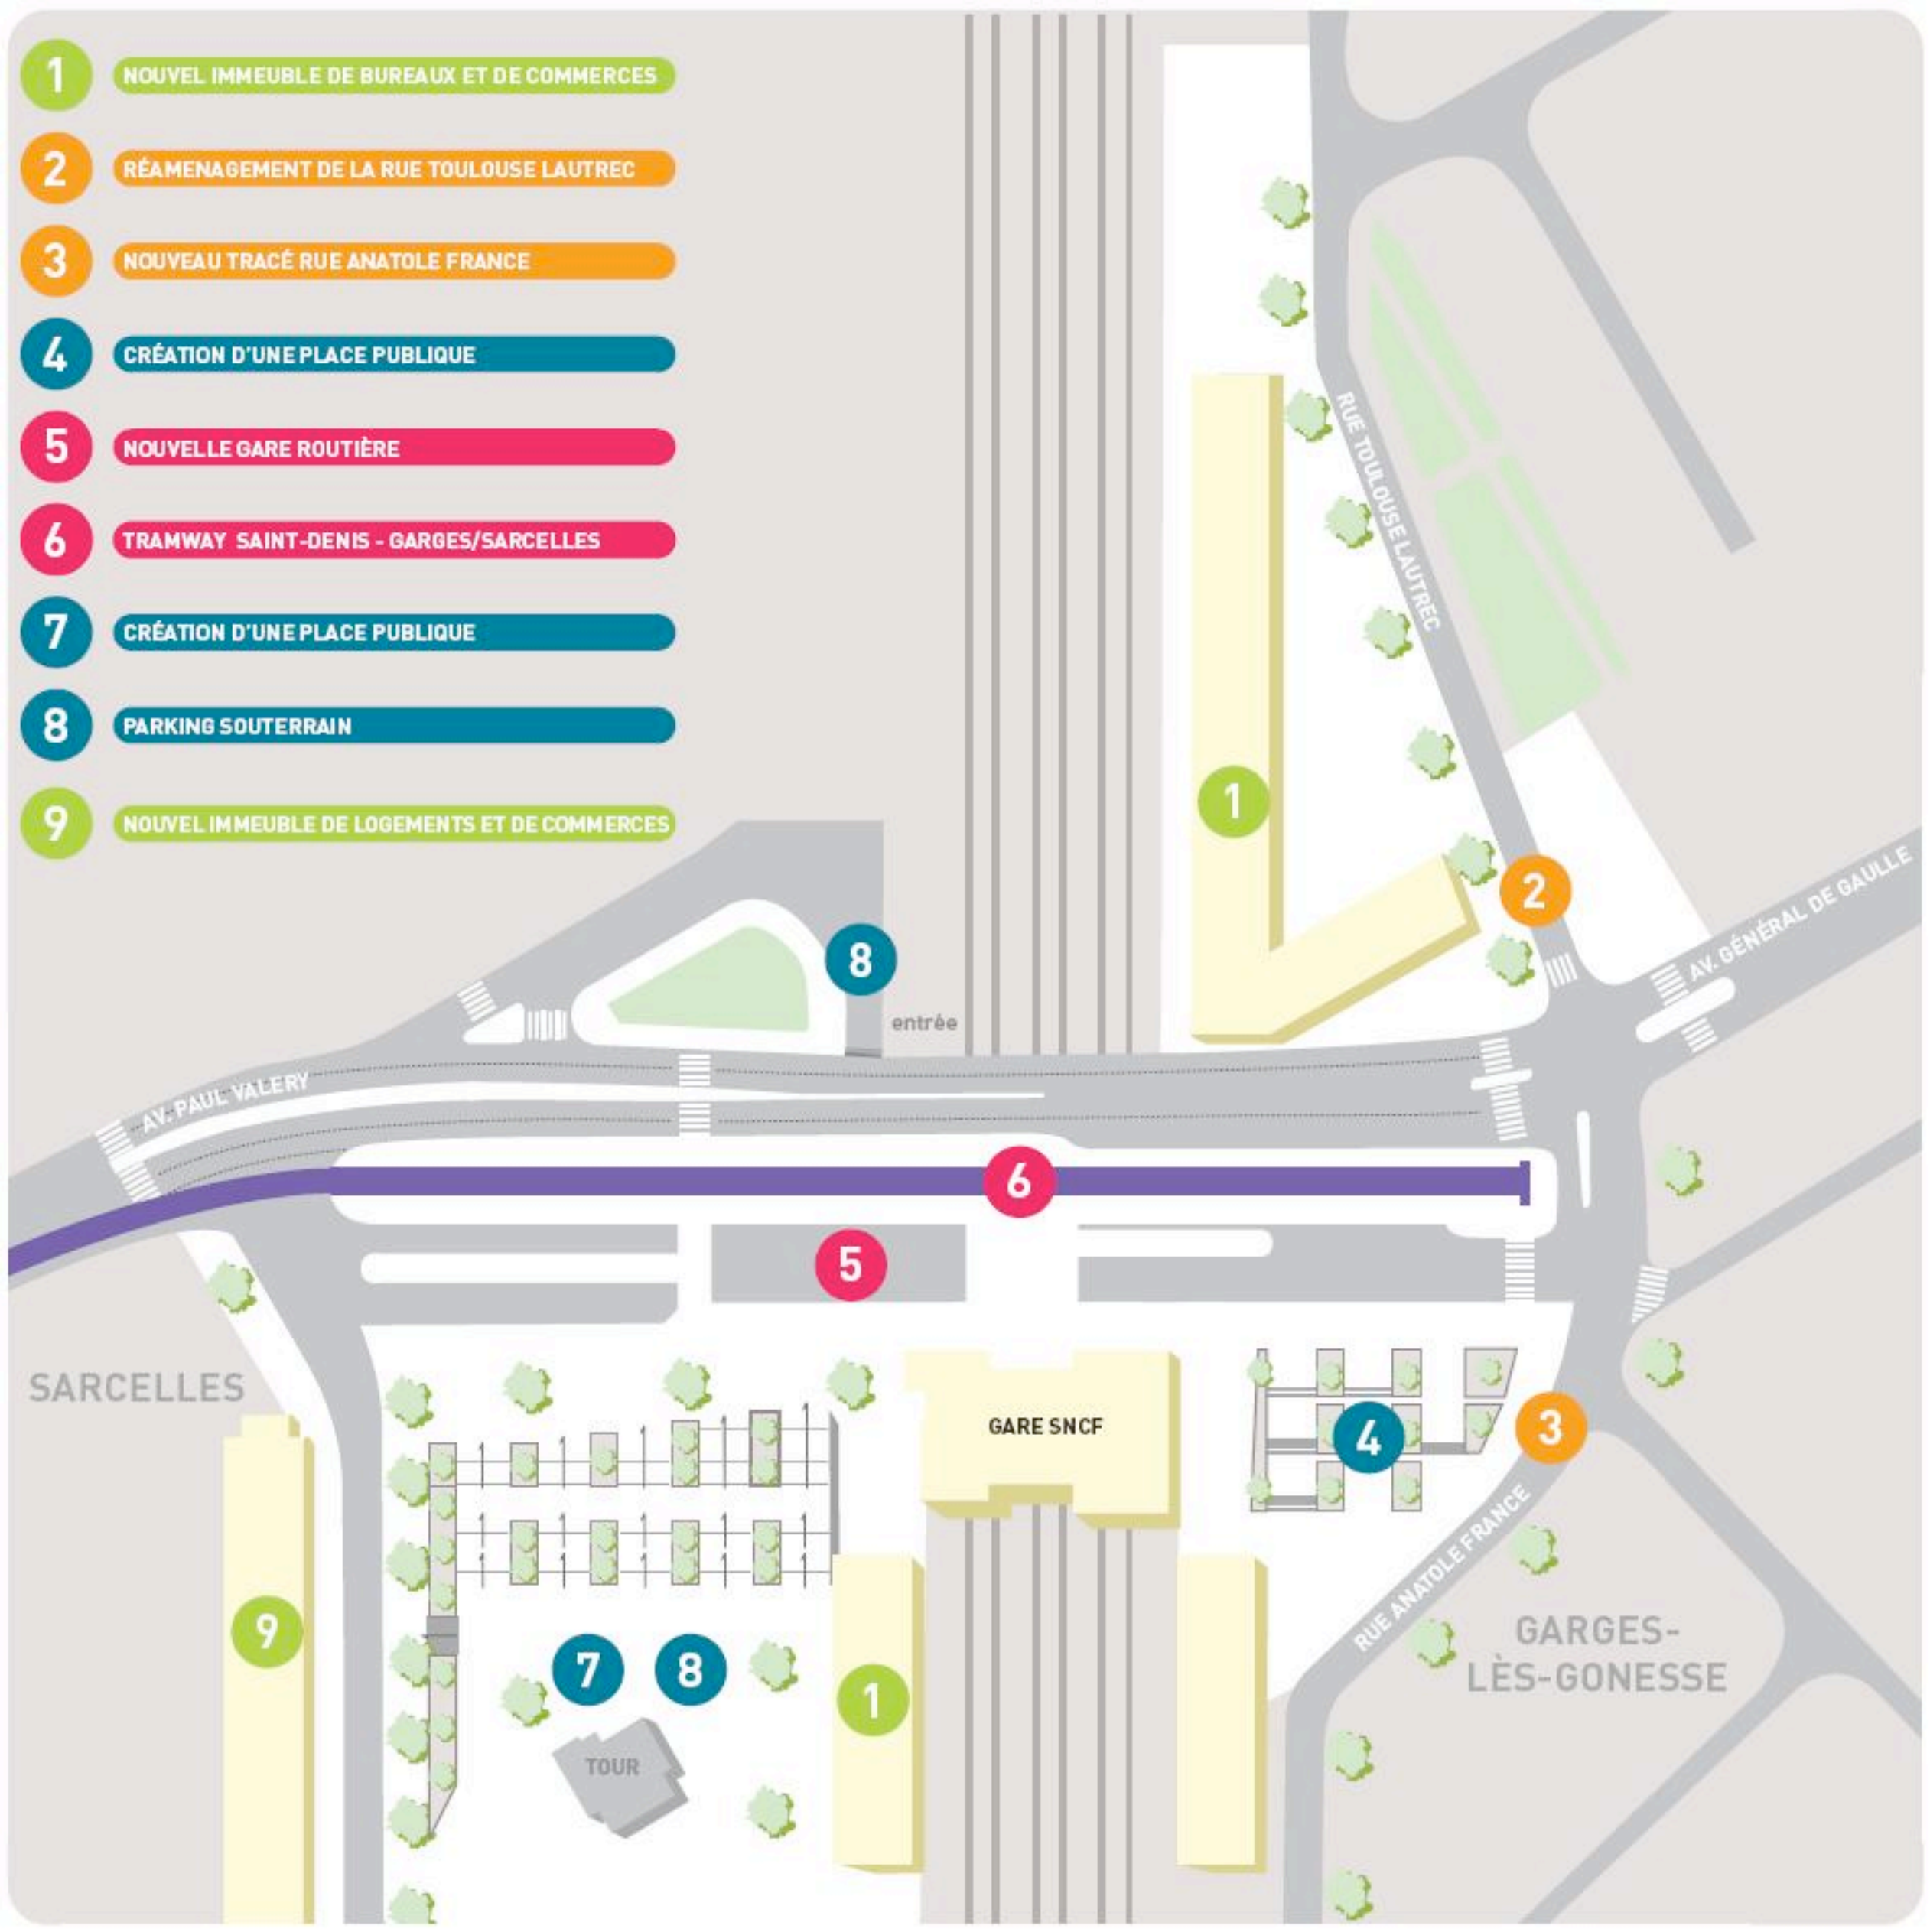 1 NOUVEL IMMEUBLE DE BUREAUX ET DE COMMERCES
2 RÉAMENAGEMENT DE LA RUE TOULOUSE LAUTREC
3 NOUVEAU TRACÉ RUE ANATOLE FRANCE
4 CRÉATION D'UNE PLACE PUBLIQUE
5 NOUVELLE GARE ROUTIÈRE
6 TRAMWAY SAINT-DENIS - GARGES/SARCELLES
7 CRÉATION D'UNE PLACE PUBLIQUE
8 PARKING SOUTERRAIN
9 NOUVEL IMMEUBLE DE LOGEMENTS ET DE COMMERCES
RUE TOULOUSE LAUTREC
1
2
AV. GÉNÉRAL DE GAULLE
8
entrée
AV. PAUL VALERY
6
5
SARCELLES
GARE SNCF
4
3
RUE ANATOLE FRANCE
9
7
8
1
GARGES-
LÈS-GONESSE
TOUR